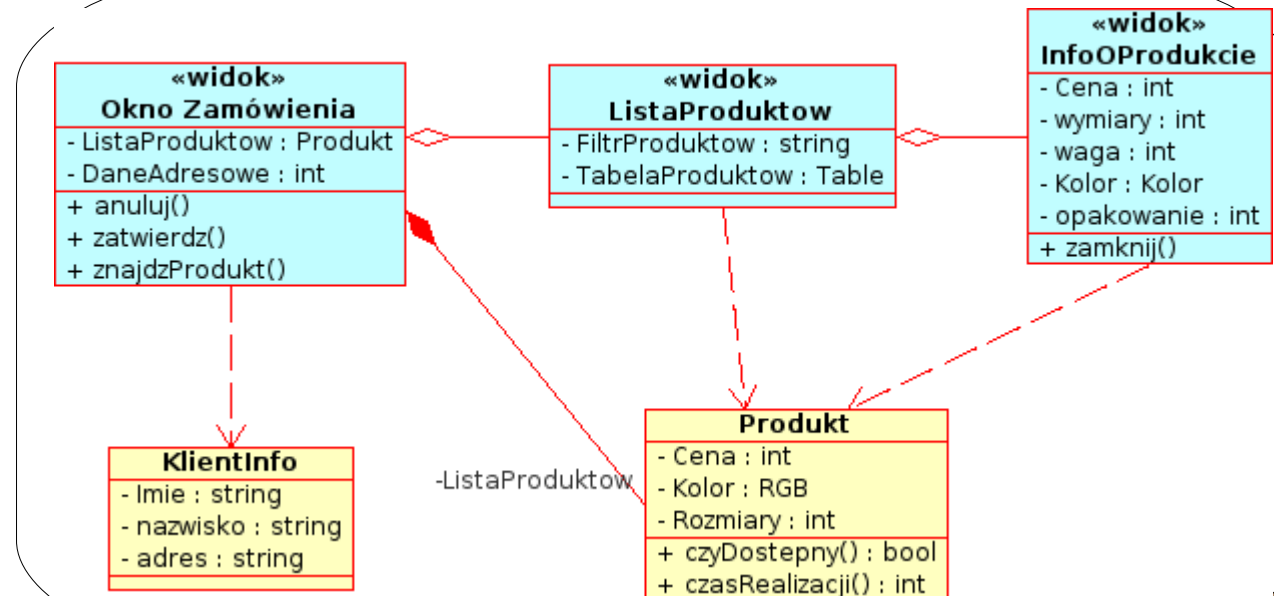 «widok»
Okno Zamówienia
- ListaProduktow : Produkt
- DaneAdresowe : int
+ anuluj()
+ zatwierdz()
+ znajdzProdukt()
«widok»
ListaProduktow
- FiltrProduktow : string
- TabelaProduktow : Table
«widok»
InfoOProdukcie
- Cena : int
- wymiary : int
- waga : int
- Kolor : Kolor
- opakowanie : int
+ zamknij()
KlientInfo
- Imie : string
- nazwisko : string
- adres : string
-ListaProduktow
Produkt
- Cena : int
- Kolor : RGB
- Rozmiary : int
+ czyDostepny() : bool
+ czasRealizacji() : int